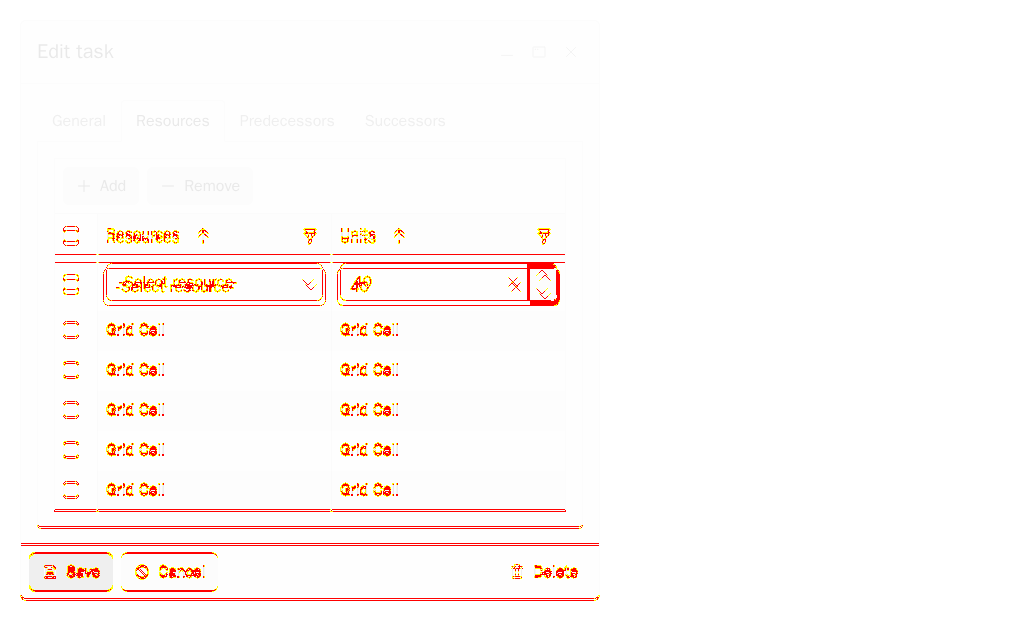 Edit task
General Resources Predecessors Successors
Add Remove
Resources Units
-Select resource- 40
Grid Cell Grid Cell
Grid Cell Grid Cell
Grid Cell Grid Cell
Grid Cell Grid Cell
Grid Cell Grid Cell
Save Cancel Delete